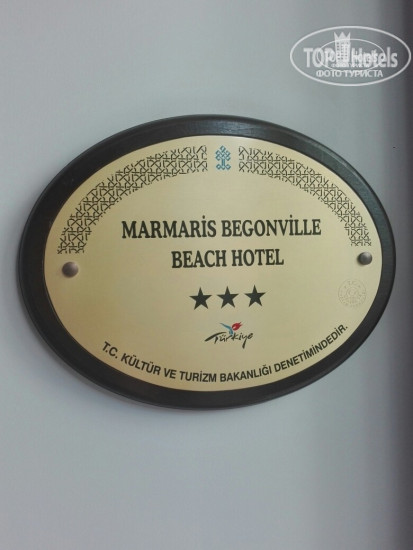 TOP Hotels
ФОТО ТУРИСТА
MARMARİS BEGONVİLLE
BEACH HOTEL
Türkiye
T.C. KÜLTÜR VE TURİZM BAKANLIĞI DENETİMİNDEDİR.